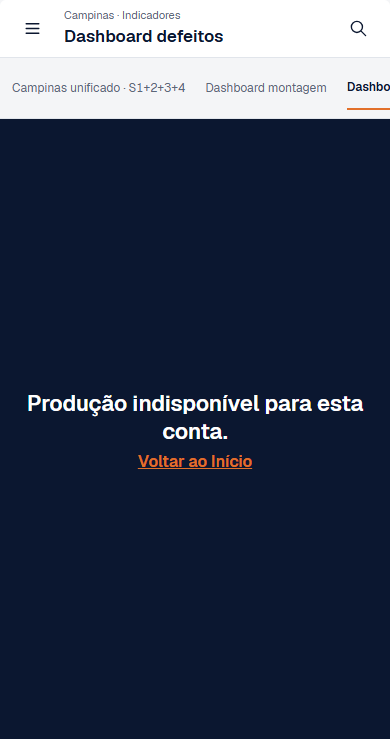 Campinas · Indicadores
Dashboard defeitos
Campinas unificado · S1+2+3+4 Dashboard montagem Dashbo
Produção indisponível para esta
conta.
Voltar ao Início